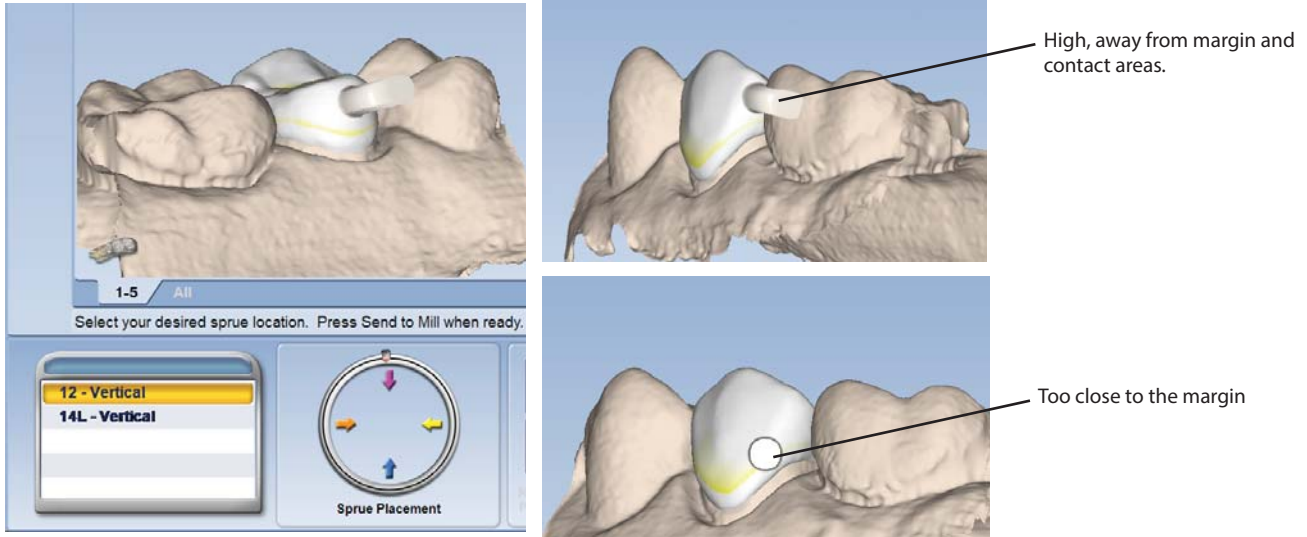 High, away from margin and
contact areas.
1-5
All
Select your desired sprue location. Press Send to Mill when ready.
12 - Vertical
14L - Vertical
Sprue Placement
Too close to the margin